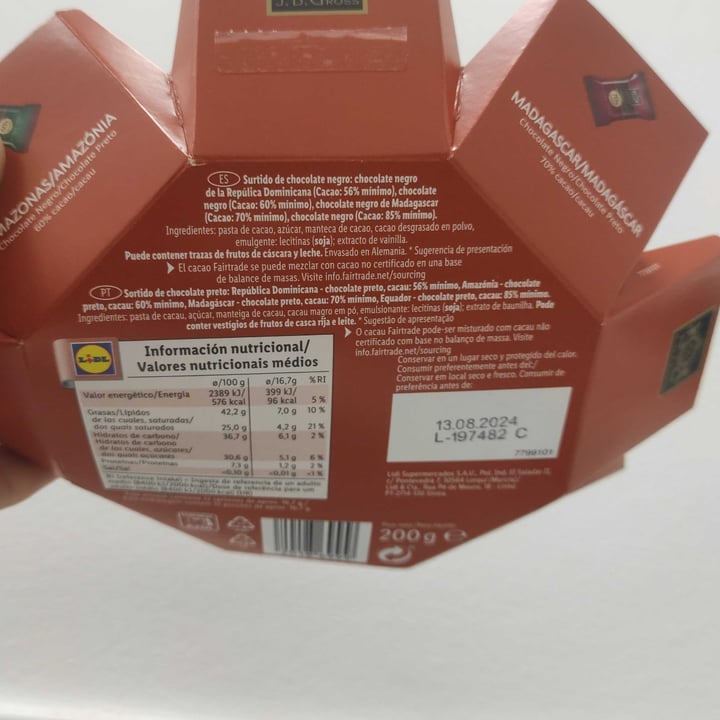 J. D. GROSS
AMAZONAS/AMAZÓNIA
Chocolate Negro/Chocolate Preto
60% cacao/cacau
MADAGASCAR/MADAGÁSCAR
Chocolate Negro/Chocolate Preto
70% cacao/cacau
ES Surtido de chocolate negro: chocolate negro
de la República Dominicana (Cacao: 56% mínimo), chocolate
negro (Cacao: 60% mínimo), chocolate negro de Madagascar
(Cacao: 70% mínimo), chocolate negro (Cacao: 85% mínimo).
Ingredientes: pasta de cacao, azúcar, manteca de cacao, cacao desgrasado en polvo,
emulgente: lecitinas (soja); extracto de vainilla.
Puede contener trazas de frutos de cáscara y leche. Envasado en Alemania. * Sugerencia de presentación
El cacao Fairtrade se puede mezclar con cacao no certificado en una base
de balance de masas. Visite info.fairtrade.net/sourcing
PT Sortido de chocolate preto: República Dominicana - chocolate preto, cacau: 56% mínimo, Amazónia - chocolate
preto, cacau: 60% mínimo, Madagáscar - chocolate preto, cacau: 70% mínimo, Equador - chocolate preto, cacau: 85% mínimo.
Ingredientes: pasta de cacau, açúcar, manteiga de cacau, cacau magro em pó, emulsionante: lecitinas (soja); extrato de baunilha. Pode
conter vestígios de frutos de casca rija e leite. * Sugestão de apresentação
O cacau Fairtrade pode ser misturado com cacau não
certificado com base no balanço de massa. Visite
info.fairtrade.net/sourcing
Conservar en un lugar seco y protegido del calor.
Consumir preferentemente antes del:/
Conservar em local seco e fresco. Consumir de
preferência antes de:
LIDL
Información nutricional/
Valores nutricionais médios
ø/100 g ø/16,7g %RI
Valor energético/Energia 2389 kJ/ 399 kJ/
576 kcal 96 kcal 5 %
Grasas/Lípidos 42,2 g 7,0 g 10 %
de las cuales, saturadas/
dos quais saturados 25,0 g 4,2 g 21 %
Hidratos de carbono/ 36,7 g 6,1 g 2 %
Hidratos de carbono
de los cuales, azúcares/
dos quais açúcares 30,6 g 5,1 g 6 %
Proteínas/Proteínas 7,3 g 1,2 g 2 %
Sal/Sal <0,10 g <0,01 g <1 %
13.08.2024
L-197482 C
7799101
Lidl Supermercados S.A.U.
200 g e